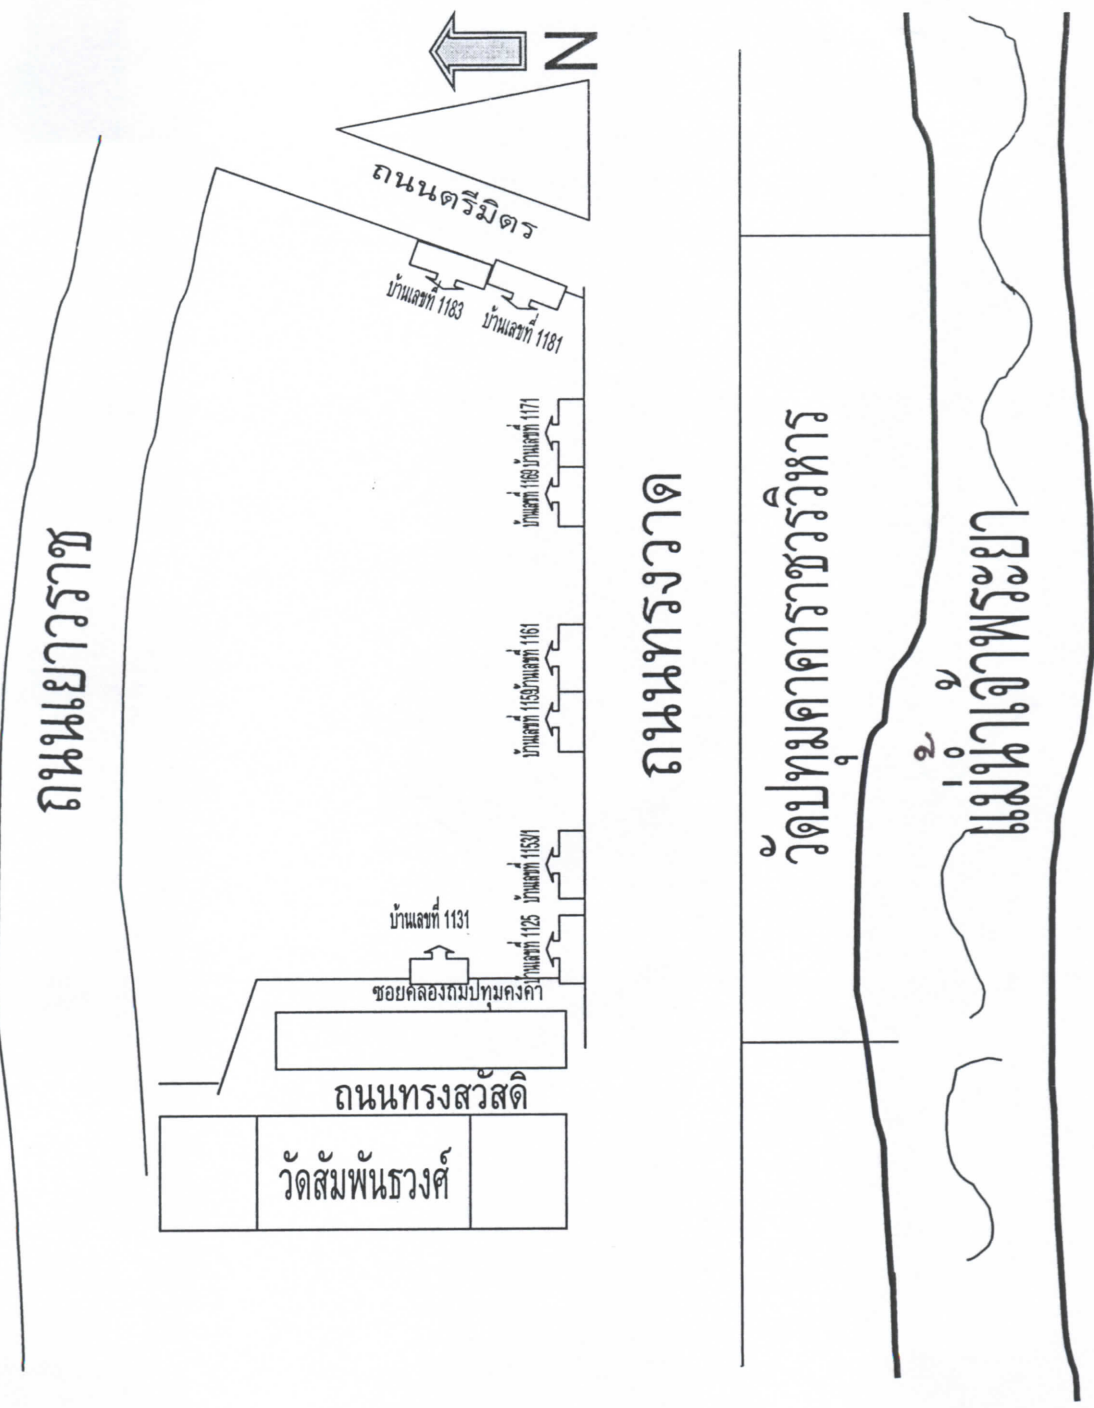 N
ถนนตรีมิตร
บ้านเลขที่ 1183
บ้านเลขที่ 1181
บ้านเลขที่ 1171
บ้านเลขที่ 1169
บ้านเลขที่ 1161
บ้านเลขที่ 1159
บ้านเลขที่ 1153/1
บ้านเลขที่ 1125
บ้านเลขที่ 1131
ซอยคลองถมปทุมคงคา
ถนนทรงสวัสดิ
วัดสัมพันธวงศ์
ถนนเยาวราช
ถนนทรงวาด
วัดปทุมคาคาราชวรวิหาร
แม่น้ำเจ้าพระยา